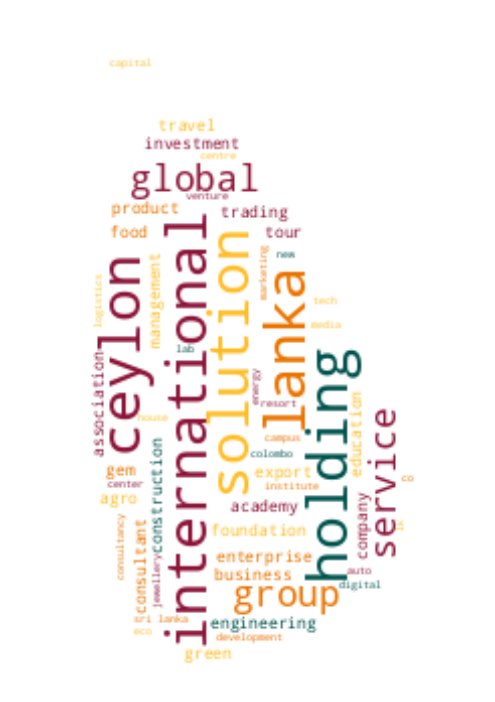 capital
travel
investment
centre
global
venture
product
trading
food
tour
international
solution
ceylon
management
marketing
new
lanka
logistics
tech
media
lab
holding
association
energy
resort
house
education
service
campus
construction
colombo
gem
export
center
institute
co
agro
academy
company
lk
consultancy
consultant
foundation
jewellery
enterprise
business
auto
digital
group
sri lanka
engineering
eco
development
green